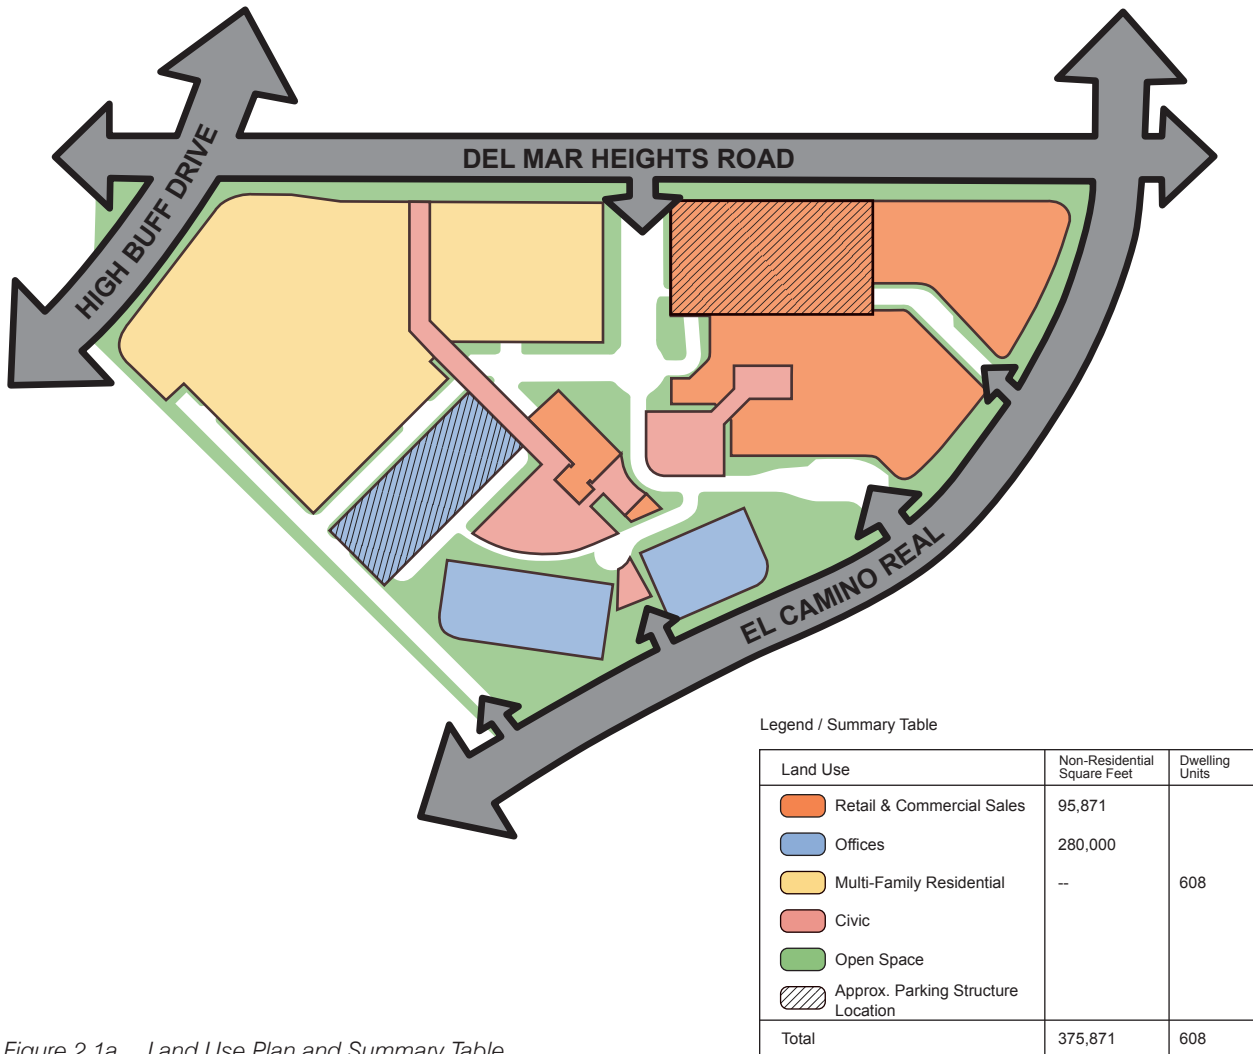 DEL MAR HEIGHTS ROAD
HIGH BUFF DRIVE
EL CAMINO REAL
Legend / Summary Table
Land Use
Non-Residential
Square Feet
Dwelling
Units
Retail & Commercial Sales 95,871
Offices 280,000
Multi-Family Residential -- 608
Civic
Open Space
Approx. Parking Structure
Location
Total 375,871 608
Figure 2.1a Land Use Plan and Summary Table